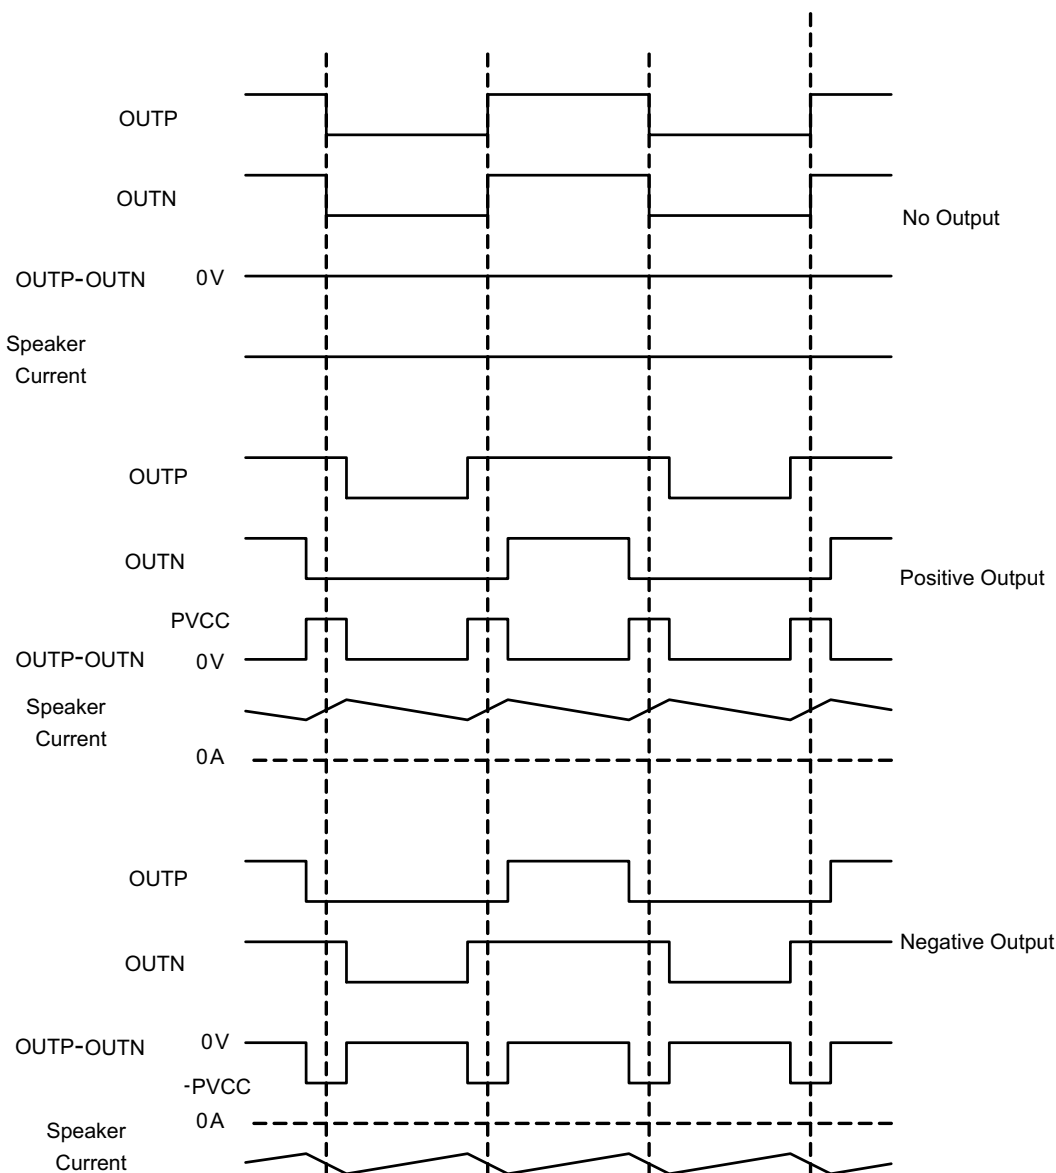 OUTP
OUTN
No Output
OUTP-OUTN 0V
Speaker
Current
OUTP
OUTN
Positive Output
PVCC
OUTP-OUTN 0V
Speaker
Current
0A
OUTP
Negative Output
OUTN
OUTP-OUTN 0V
-PVCC
0A
Speaker
Current